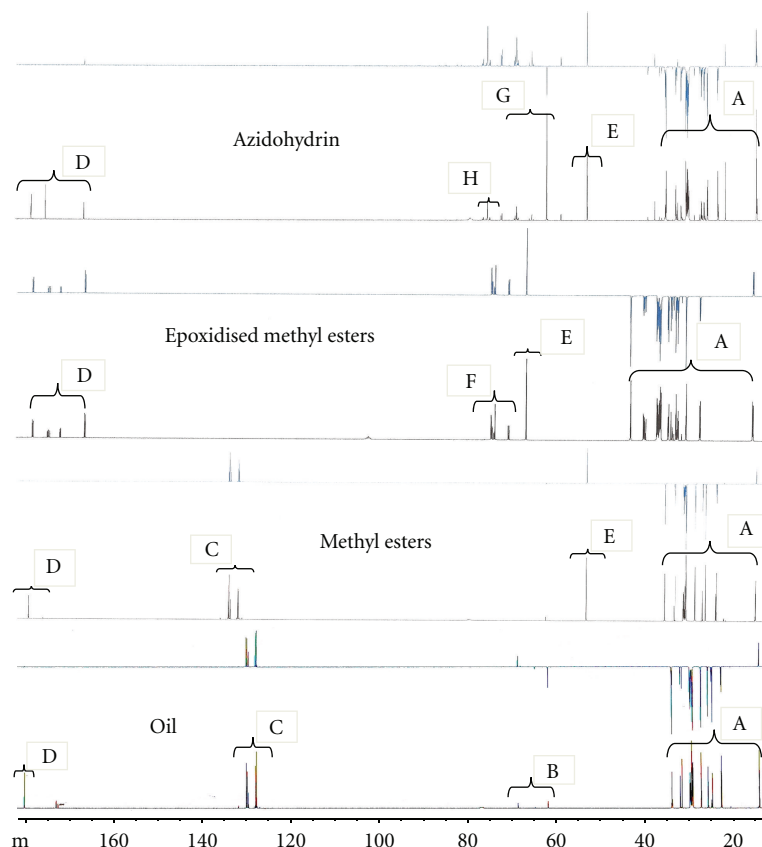 A
G
E
Azidohydrin
D
H
Epoxidised methyl esters
E
A
D
F
C
Methyl esters
E
A
D
Oil
C
A
D
B
m 160 140 120 100 80 60 40 20